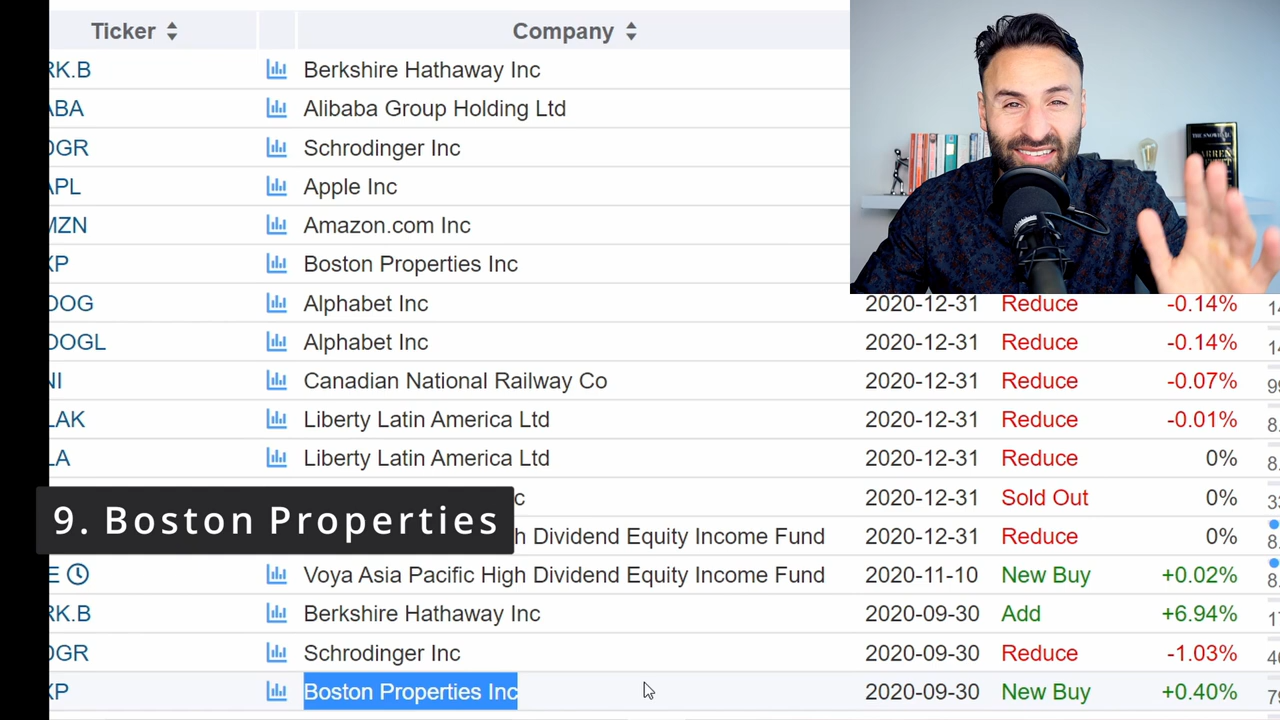 Ticker Company
RK.B Berkshire Hathaway Inc
ABA Alibaba Group Holding Ltd
DGR Schrodinger Inc
APL Apple Inc
MZN Amazon.com Inc
XP Boston Properties Inc
OOG Alphabet Inc 2020-12-31 Reduce -0.14%
OOGL Alphabet Inc 2020-12-31 Reduce -0.14%
NI Canadian National Railway Co 2020-12-31 Reduce -0.07%
LAK Liberty Latin America Ltd 2020-12-31 Reduce -0.01% 8.
LA Liberty Latin America Ltd 2020-12-31 Reduce 0% 8.
c 2020-12-31 Sold Out 0%
9. Boston Properties
h Dividend Equity Income Fund 2020-12-31 Reduce 0% 8.
E Voya Asia Pacific High Dividend Equity Income Fund 2020-11-10 New Buy +0.02% 8.
RK.B Berkshire Hathaway Inc 2020-09-30 Add +6.94%
DGR Schrodinger Inc 2020-09-30 Reduce -1.03%
XP Boston Properties Inc 2020-09-30 New Buy +0.40%
THE SNOWBALL
WARREN